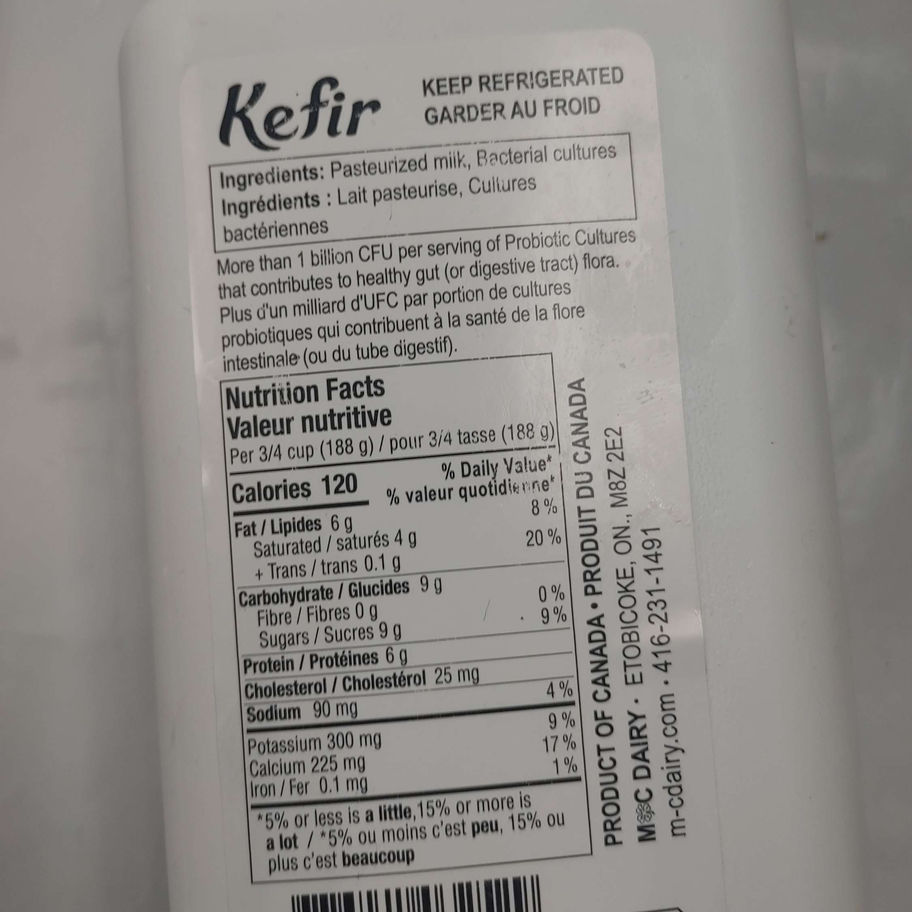 Kefir
KEEP REFRIGERATED
GARDER AU FROID
Ingredients: Pasteurized milk, Bacterial cultures
Ingrédients : Lait pasteurise, Cultures
bactériennes
More than 1 billion CFU per serving of Probiotic Cultures
that contributes to healthy gut (or digestive tract) flora.
Plus d'un milliard d'UFC par portion de cultures
probiotiques qui contribuent à la santé de la flore
intestinale (ou du tube digestif).
Nutrition Facts
Valeur nutritive
Per 3/4 cup (188 g) / pour 3/4 tasse (188 g)
Calories 120
% Daily Value*
% valeur quotidienne*
Fat / Lipides 6 g 8 %
Saturated / saturés 4 g 20 %
+ Trans / trans 0.1 g
Carbohydrate / Glucides 9 g
Fibre / Fibres 0 g 0 %
Sugars / Sucres 9 g 9 %
Protein / Protéines 6 g
Cholesterol / Cholestérol 25 mg
Sodium 90 mg 4 %
Potassium 300 mg 9 %
Calcium 225 mg 17 %
Iron / Fer 0.1 mg 1 %
*5% or less is a little, 15% or more is
a lot / *5% ou moins c'est peu, 15% ou
plus c'est beaucoup
PRODUCT OF CANADA • PRODUIT DU CANADA
M&C DAIRY · ETOBICOKE, ON., M8Z 2E2
m-cdairy.com · 416-231-1491